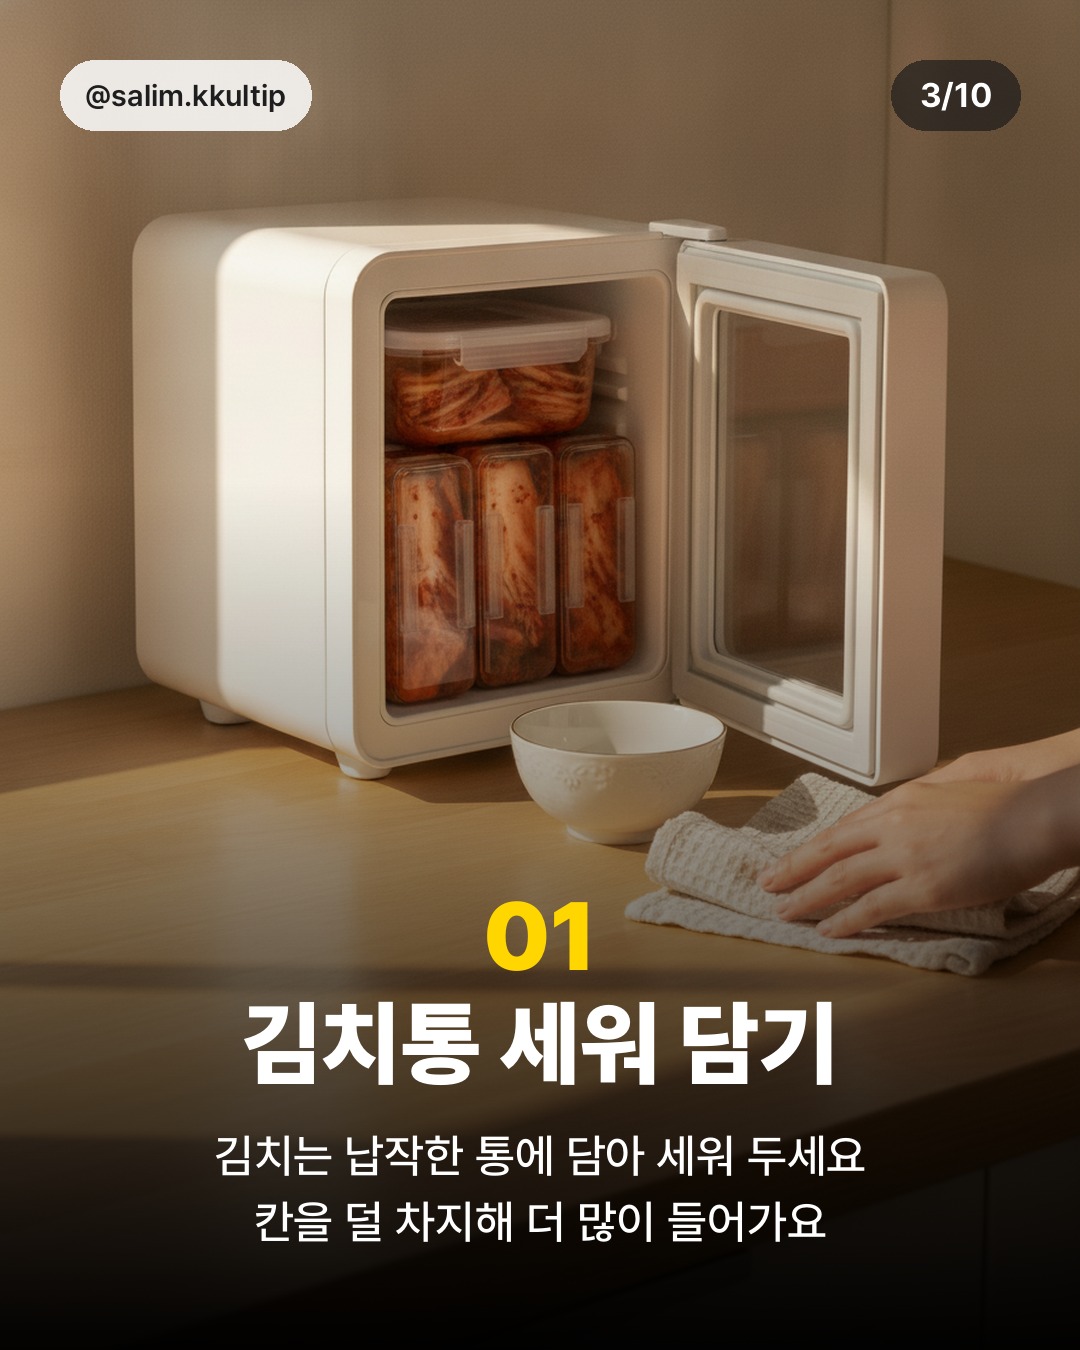 @salim.kkultip
3/10
01
김치통 세워 담기
김치는 납작한 통에 담아 세워 두세요
칸을 덜 차지해 더 많이 들어가요